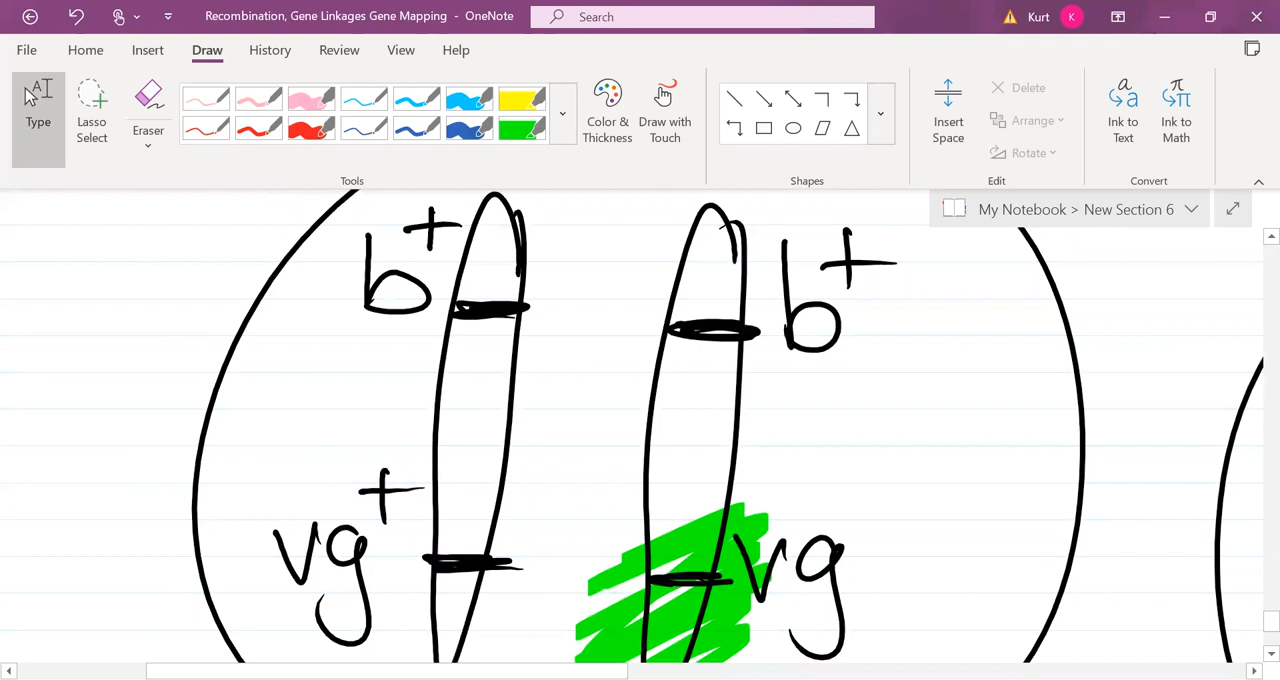 Recombination, Gene Linkages Gene Mapping - OneNote
Search
Kurt
K
File Home Insert Draw History Review View Help
Type
Lasso Select
Eraser
Color & Thickness
Draw with Touch
Insert Space
Delete
Arrange
Rotate
Ink to Text
Ink to Math
Tools
Shapes
Edit
Convert
My Notebook > New Section 6
b+
b+
vg+
vg